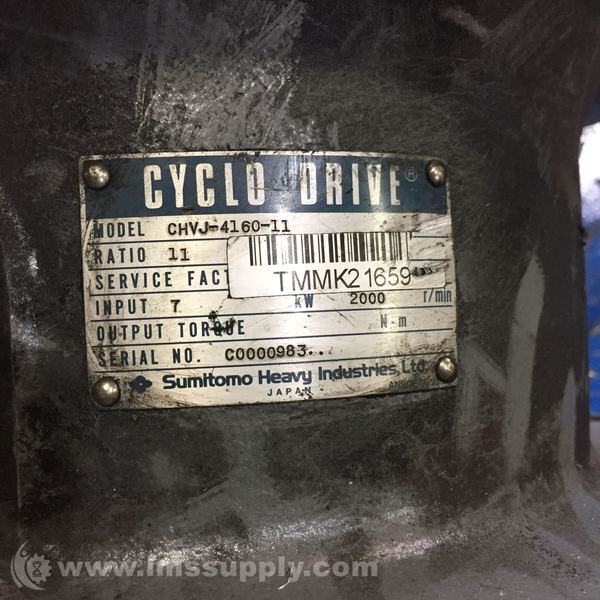 CYCLO DRIVE®
MODEL CHVJ-4160-11
RATIO 11
SERVICE FACT
TMMK21659
INPUT 7 kW 2000 r/min
OUTPUT TORQUE N-m
SERIAL NO. C0000983..
Sumitomo Heavy Industries, Ltd.
JAPAN
www.imssupply.com